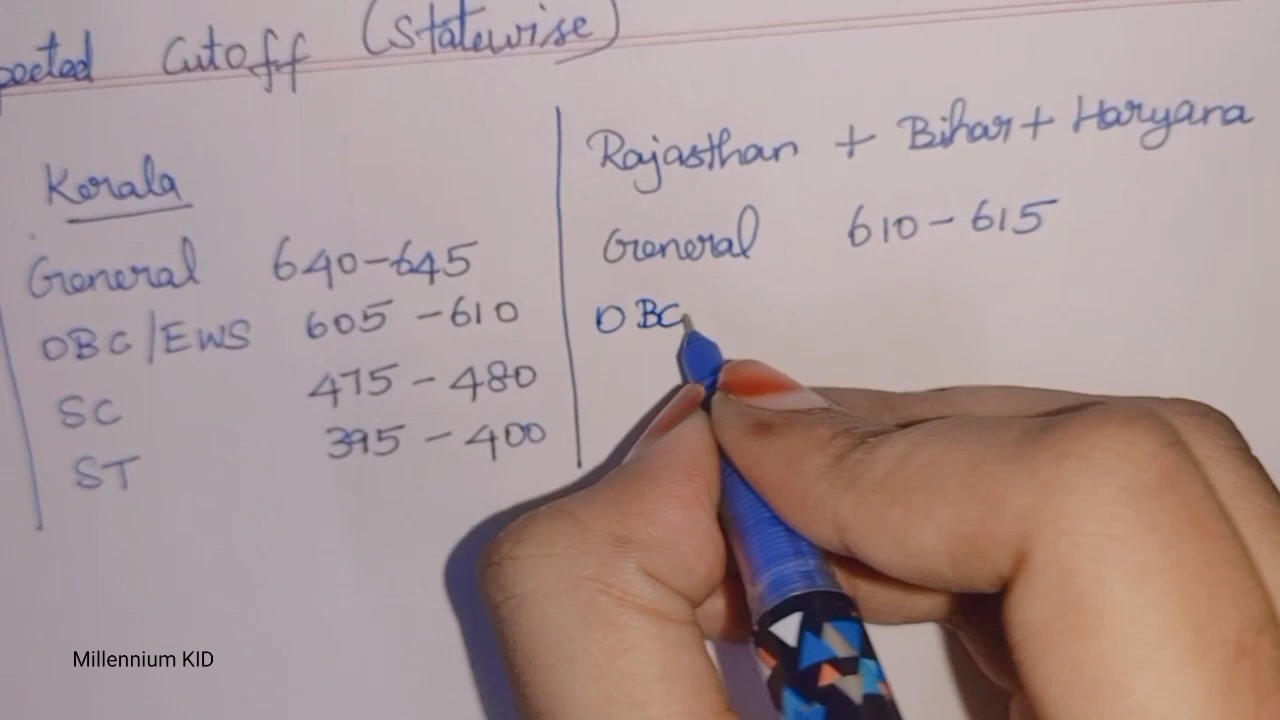 pected Cutoff (Statewise)
Kerala
General 640-645
OBC/EWS 605-610
SC 475-480
ST 395-400
Rajasthan + Bihar + Haryana
General 610-615
OBC
Millennium KID